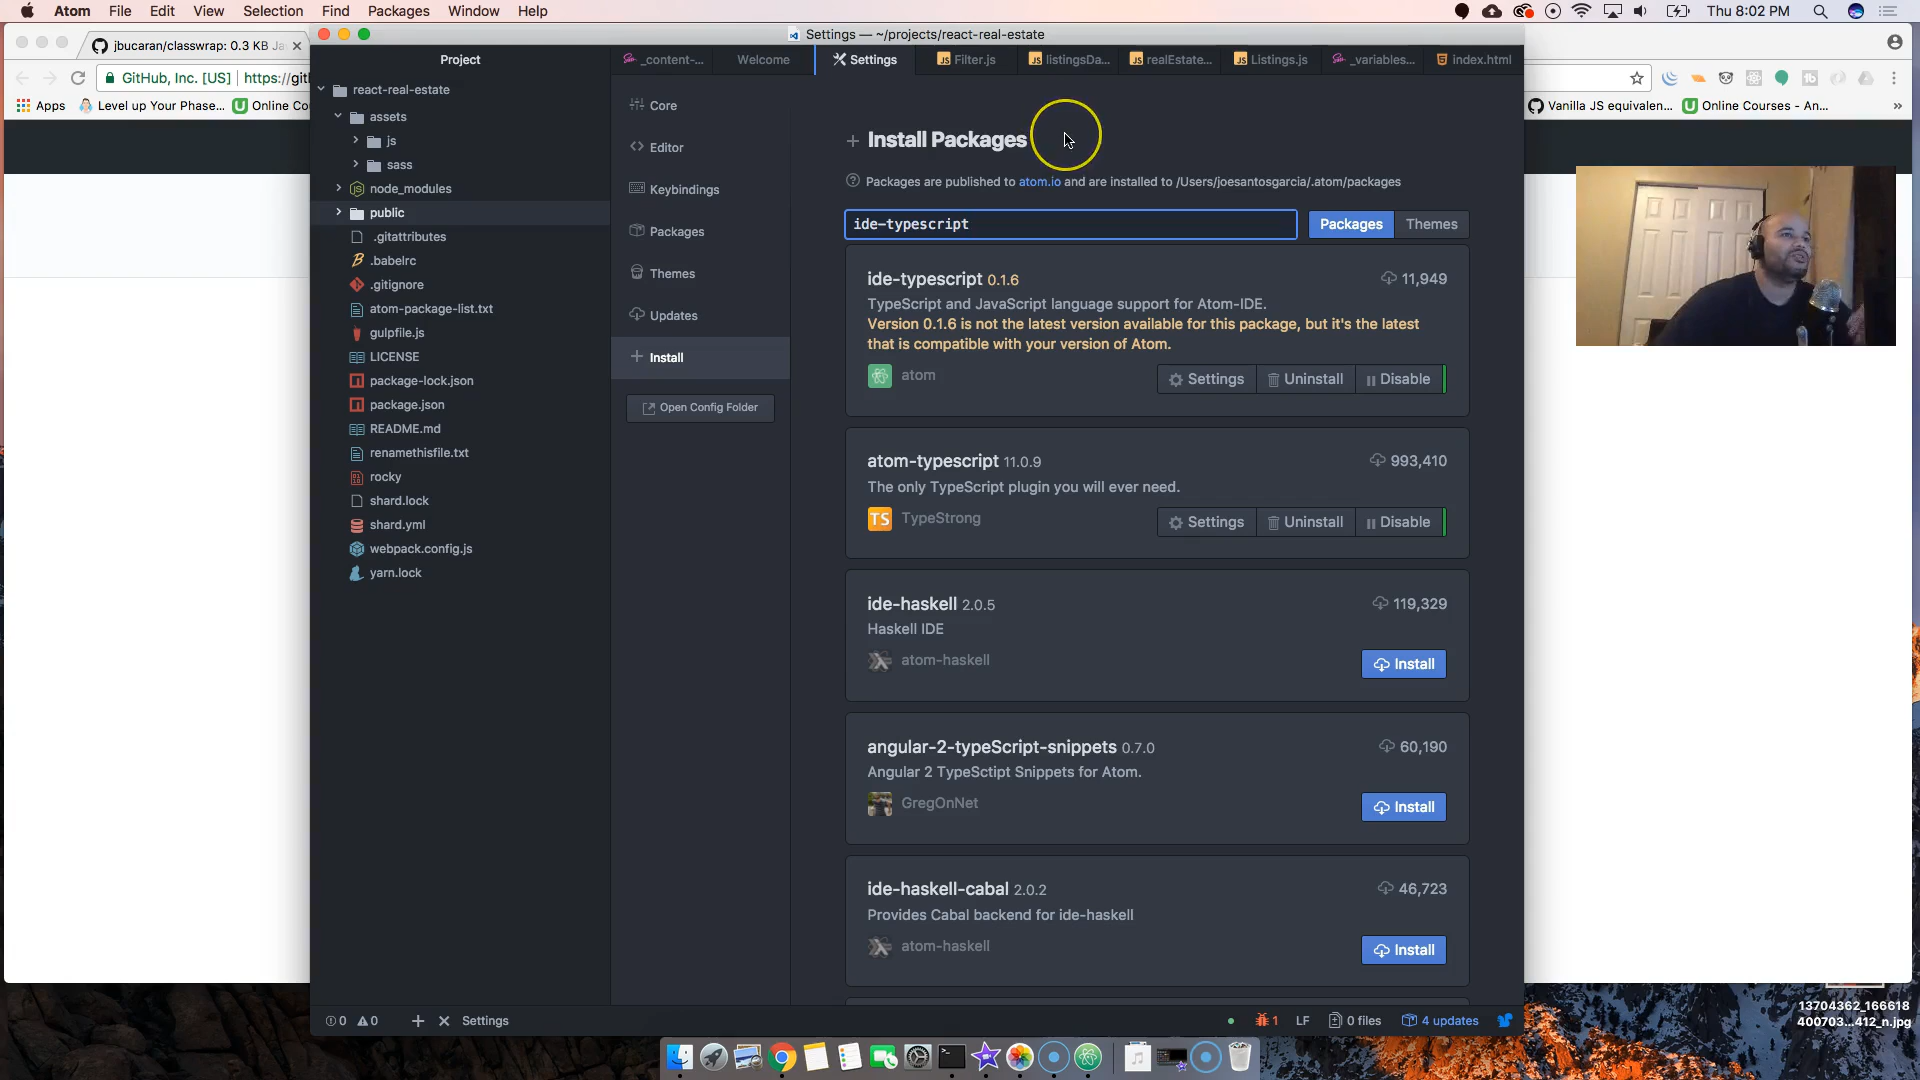 Atom File Edit View Selection Find Packages Window Help
Thu 8:02 PM
Settings — ~/projects/react-real-estate
jbucaran/classwrap: 0.3 KB Ja
GitHub, Inc. [US] https://gitl
Apps Level up Your Phase... Online Co
Vanilla JS equivalen... Online Courses - An... »
Project
_content-... Welcome Settings Filter.js listingsDa... realEstate... Listings.js _variables... index.html
react-real-estate
assets
js
sass
node_modules
public
.gitattributes
.babelrc
.gitignore
atom-package-list.txt
gulpfile.js
LICENSE
package-lock.json
package.json
README.md
renamethisfile.txt
rocky
shard.lock
shard.yml
webpack.config.js
yarn.lock
Core
Editor
Keybindings
Packages
Themes
Updates
Install
Open Config Folder
Install Packages
Packages are published to atom.io and are installed to /Users/joesantosgarcia/.atom/packages
ide-typescript
Packages Themes
ide-typescript 0.1.6 11,949
TypeScript and JavaScript language support for Atom-IDE.
Version 0.1.6 is not the latest version available for this package, but it's the latest
that is compatible with your version of Atom.
atom
Settings Uninstall Disable
atom-typescript 11.0.9 993,410
The only TypeScript plugin you will ever need.
TS TypeStrong
Settings Uninstall Disable
ide-haskell 2.0.5 119,329
Haskell IDE
atom-haskell
Install
angular-2-typeScript-snippets 0.7.0 60,190
Angular 2 TypeSctipt Snippets for Atom.
GregOnNet
Install
ide-haskell-cabal 2.0.2 46,723
Provides Cabal backend for ide-haskell
atom-haskell
Install
0 0 + × Settings
1 LF 0 files 4 updates
13704362_166618
400703...412_n.jpg